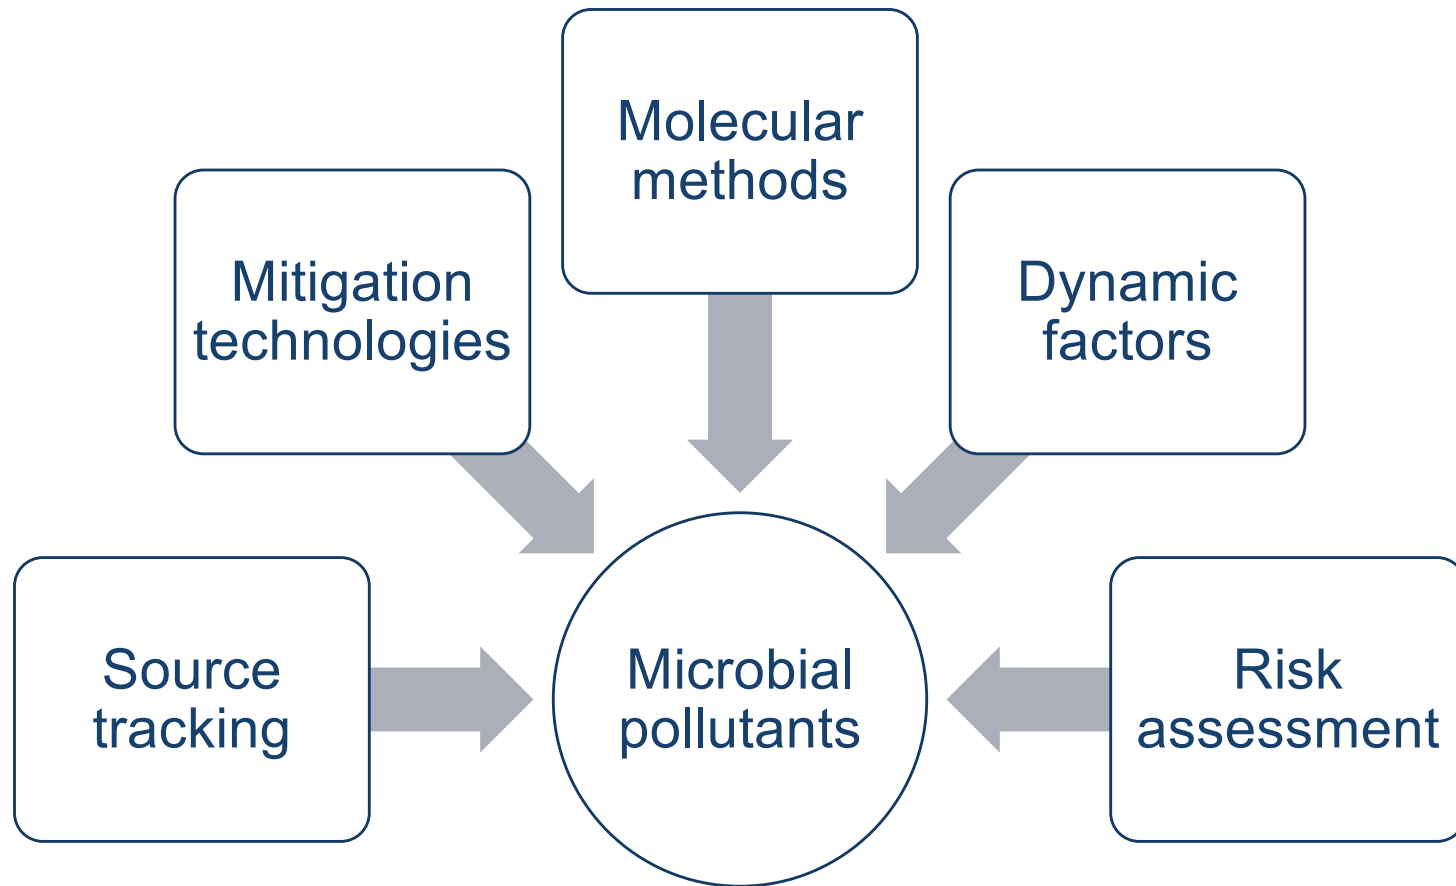 Molecular
methods
Mitigation
technologies
Dynamic
factors
Source
tracking
Microbial
pollutants
Risk
assessment